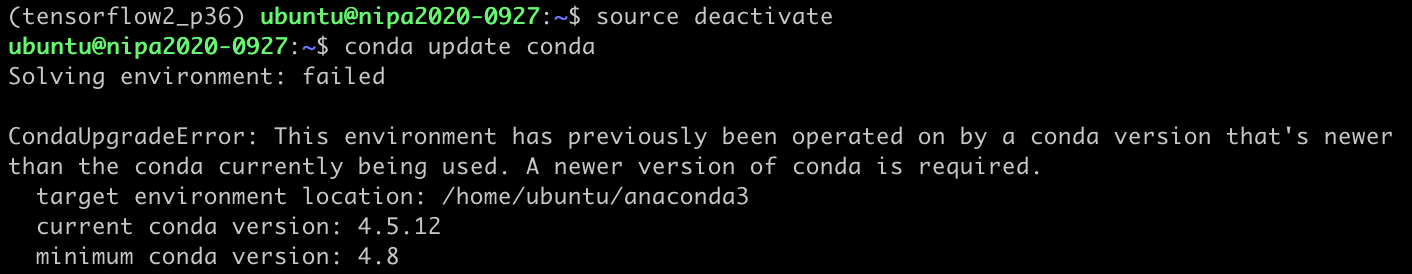 (tensorflow2_p36) ubuntu@nipa2020-0927:~$ source deactivate
ubuntu@nipa2020-0927:~$ conda update conda
Solving environment: failed

CondaUpgradeError: This environment has previously been operated on by a conda version that's newer
than the conda currently being used. A newer version of conda is required.
  target environment location: /home/ubuntu/anaconda3
  current conda version: 4.5.12
  minimum conda version: 4.8